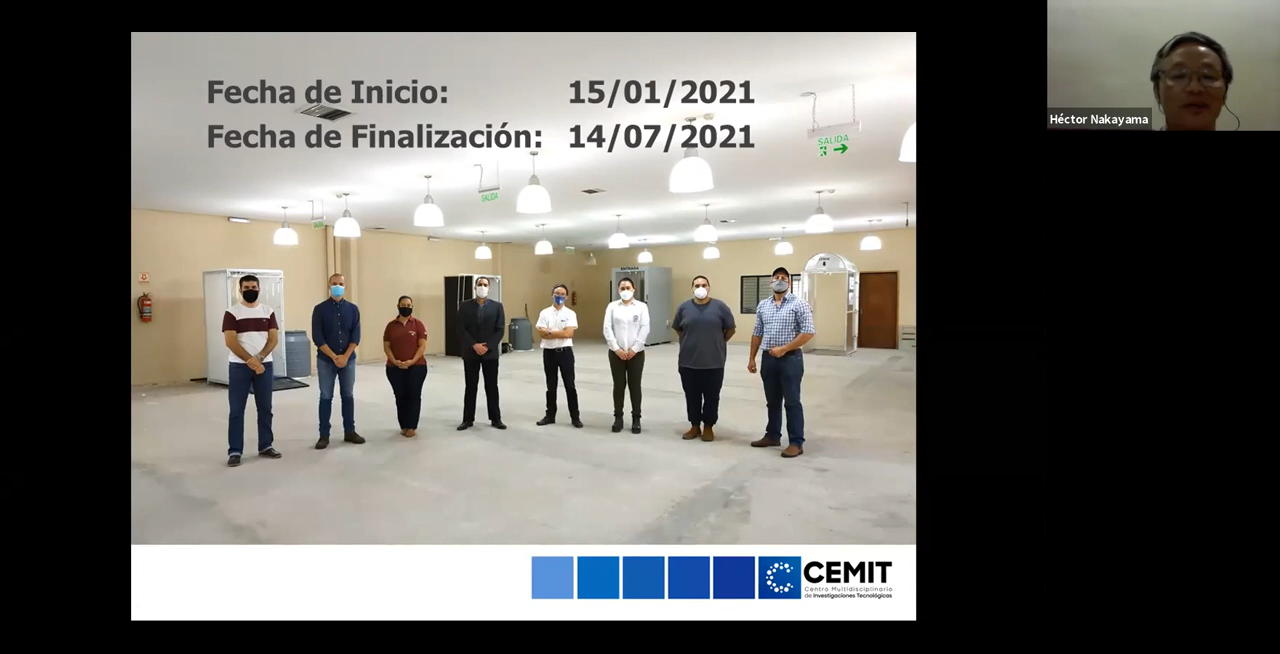 Fecha de Inicio: 15/01/2021
Fecha de Finalización: 14/07/2021
SALIDA
SALIDA
ENTRADA
Héctor Nakayama
CEMIT
Centro Multidisciplinario
de Investigaciones Tecnológicas